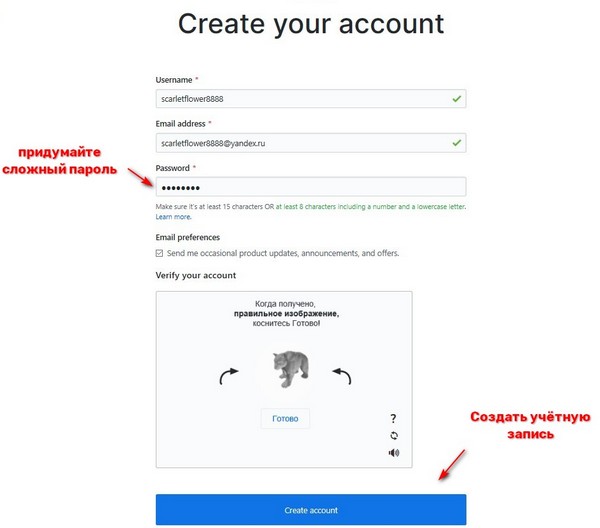 Create your account
Username *
scarletflower8888
Email address *
scarletflower8888@yandex.ru
придумайте
сложный пароль
Password *
••••••••
Make sure it's at least 15 characters OR at least 8 characters including a number and a lowercase letter.
Learn more.
Email preferences
Send me occasional product updates, announcements, and offers.
Verify your account
Когда получено,
правильное изображение,
коснитесь Готово!
Готово
?
Создать учётную
запись
Create account